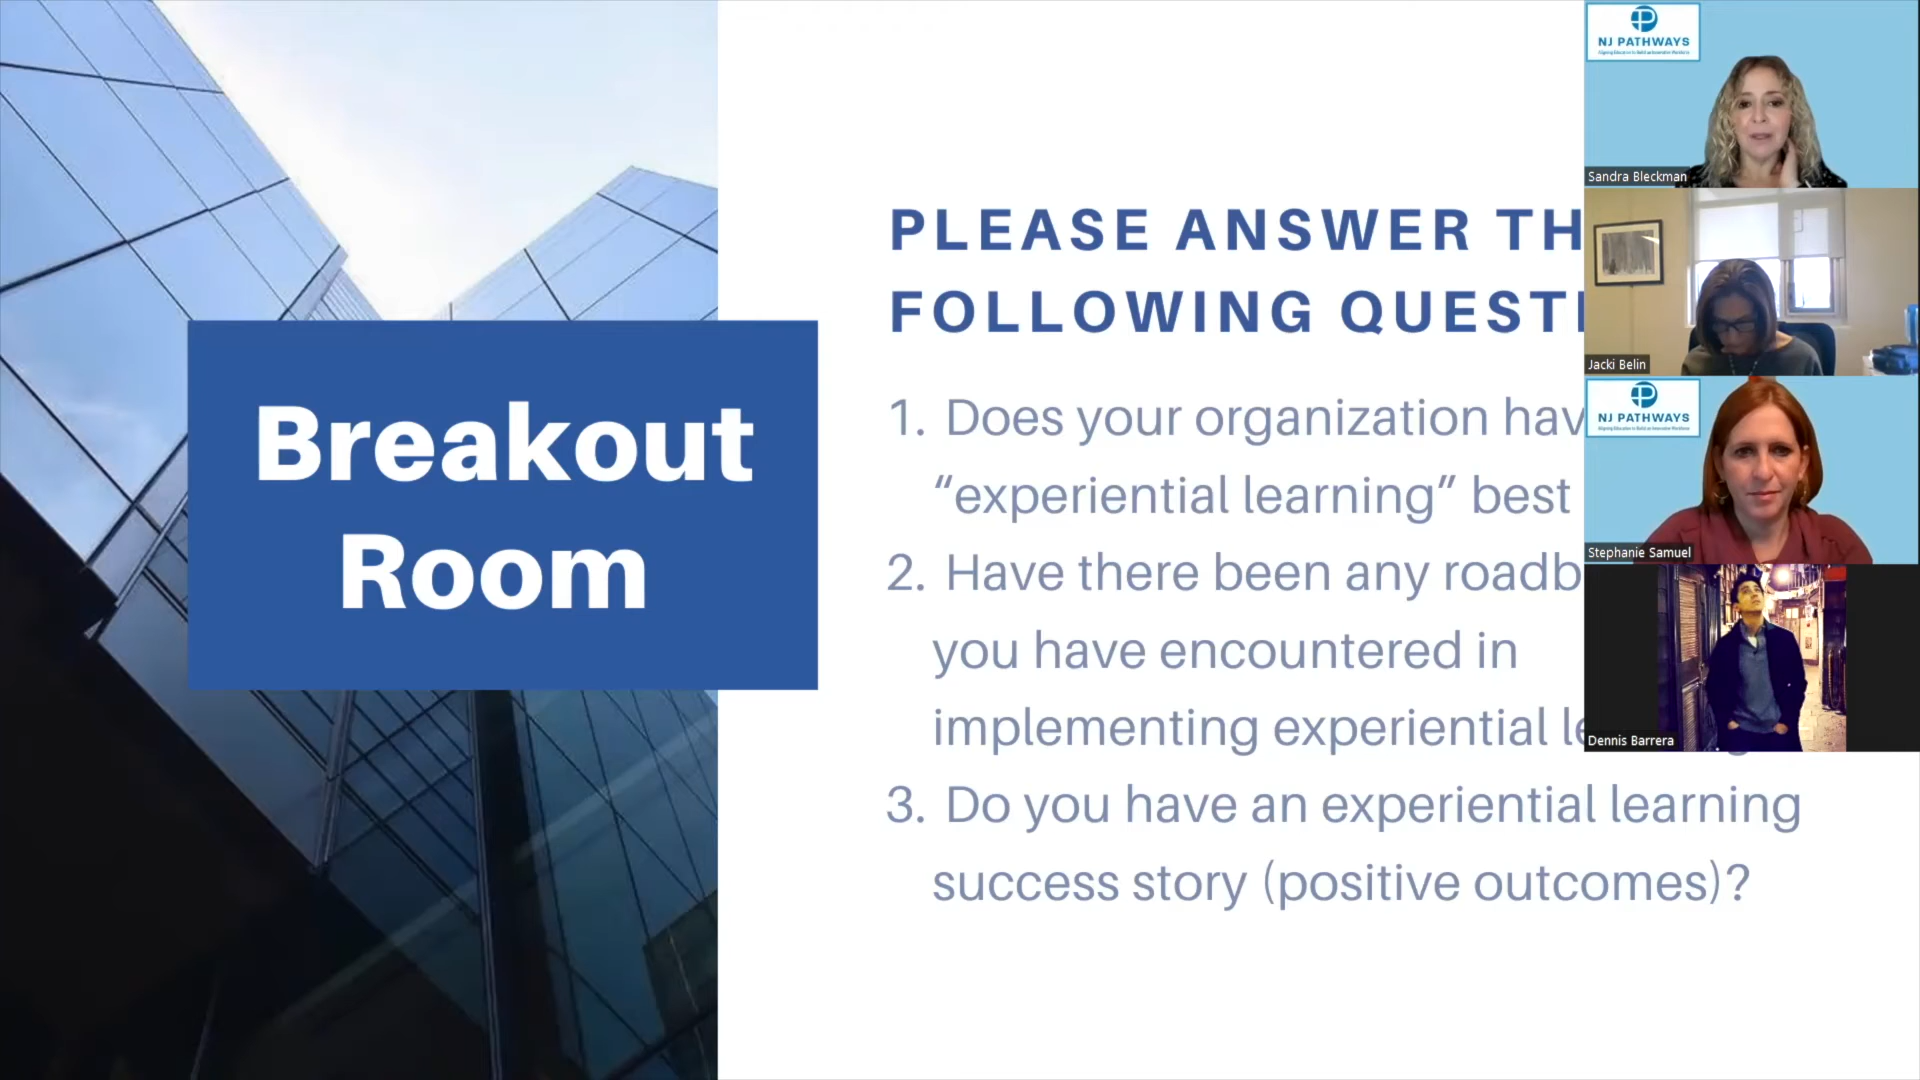 Breakout
Room
PLEASE ANSWER TH
FOLLOWING QUESTI
1. Does your organization hav
“experiential learning” best
2. Have there been any roadb
you have encountered in
implementing experiential le
3. Do you have an experiential learning
success story (positive outcomes)?
NJ PATHWAYS
Sandra Bleckman
Jacki Belin
NJ PATHWAYS
Stephanie Samuel
Dennis Barrera